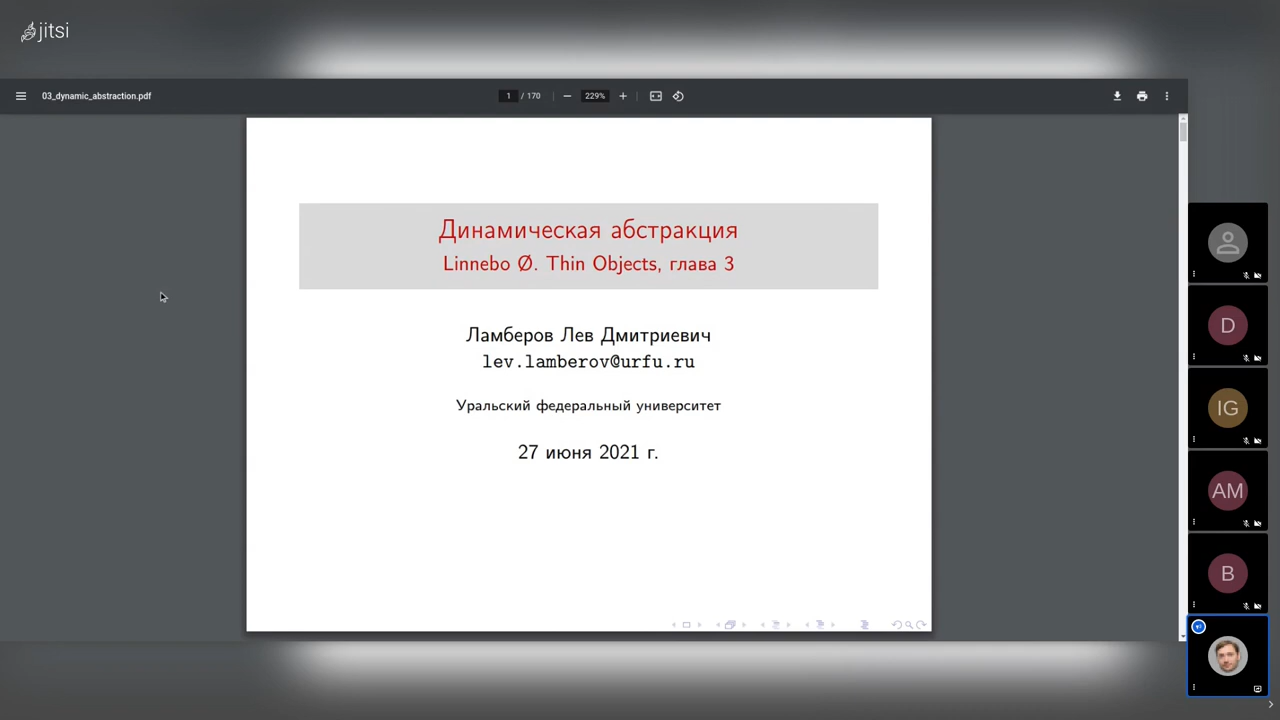 jitsi
03_dynamic_abstraction.pdf
1 / 170
229%
Динамическая абстракция
Linnebo Ø. Thin Objects, глава 3
Ламберов Лев Дмитриевич
lev.lamberov@urfu.ru
Уральский федеральный университет
27 июня 2021 г.
D
IG
AM
B